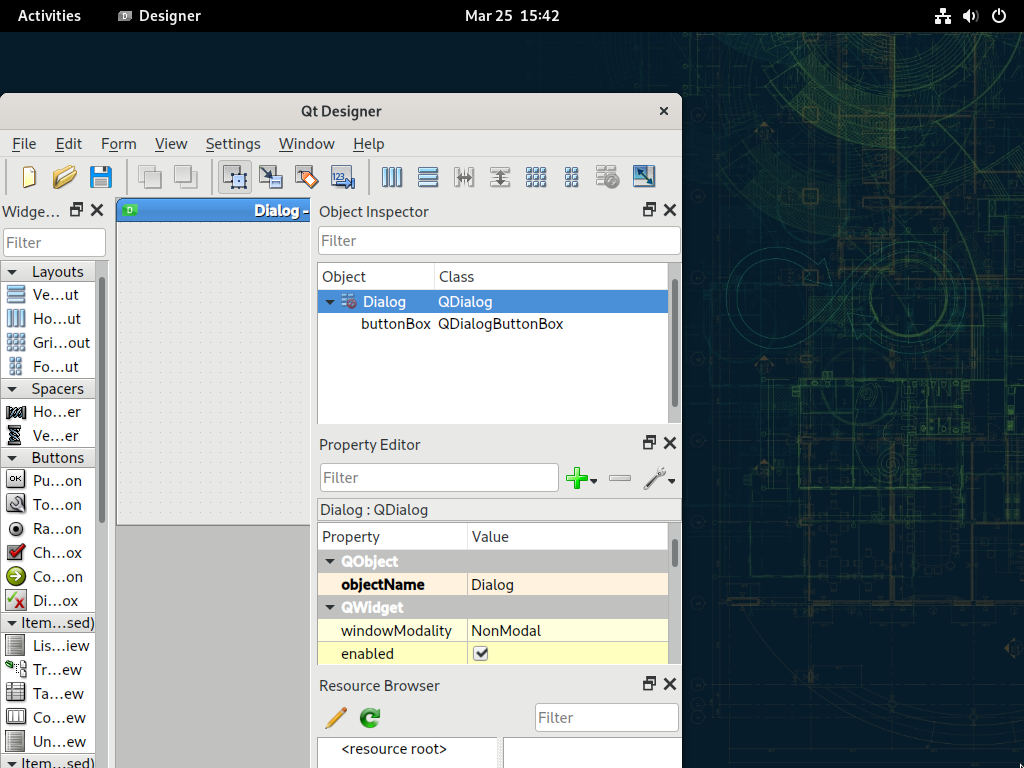 Activities Designer Mar 25 15:42
Qt Designer
File Edit Form View Settings Window Help
123
Widge...
Filter
Layouts
Ve...ut
Ho...ut
Gri...out
Fo...ut
Spacers
Ho...er
Ve...er
Buttons
OK Pu...on
To...on
Ra...on
Ch...ox
Co...on
Di...ox
Item...sed)
Lis...iew
Tr...ew
Ta...ew
Co...ew
Un...ew
Item...sed)
D Dialog -
Object Inspector
Filter
Object Class
Dialog QDialog
buttonBox QDialogButtonBox
Property Editor
Filter
Dialog : QDialog
Property Value
QObject
objectName Dialog
QWidget
windowModality NonModal
enabled
Resource Browser
Filter
<resource root>